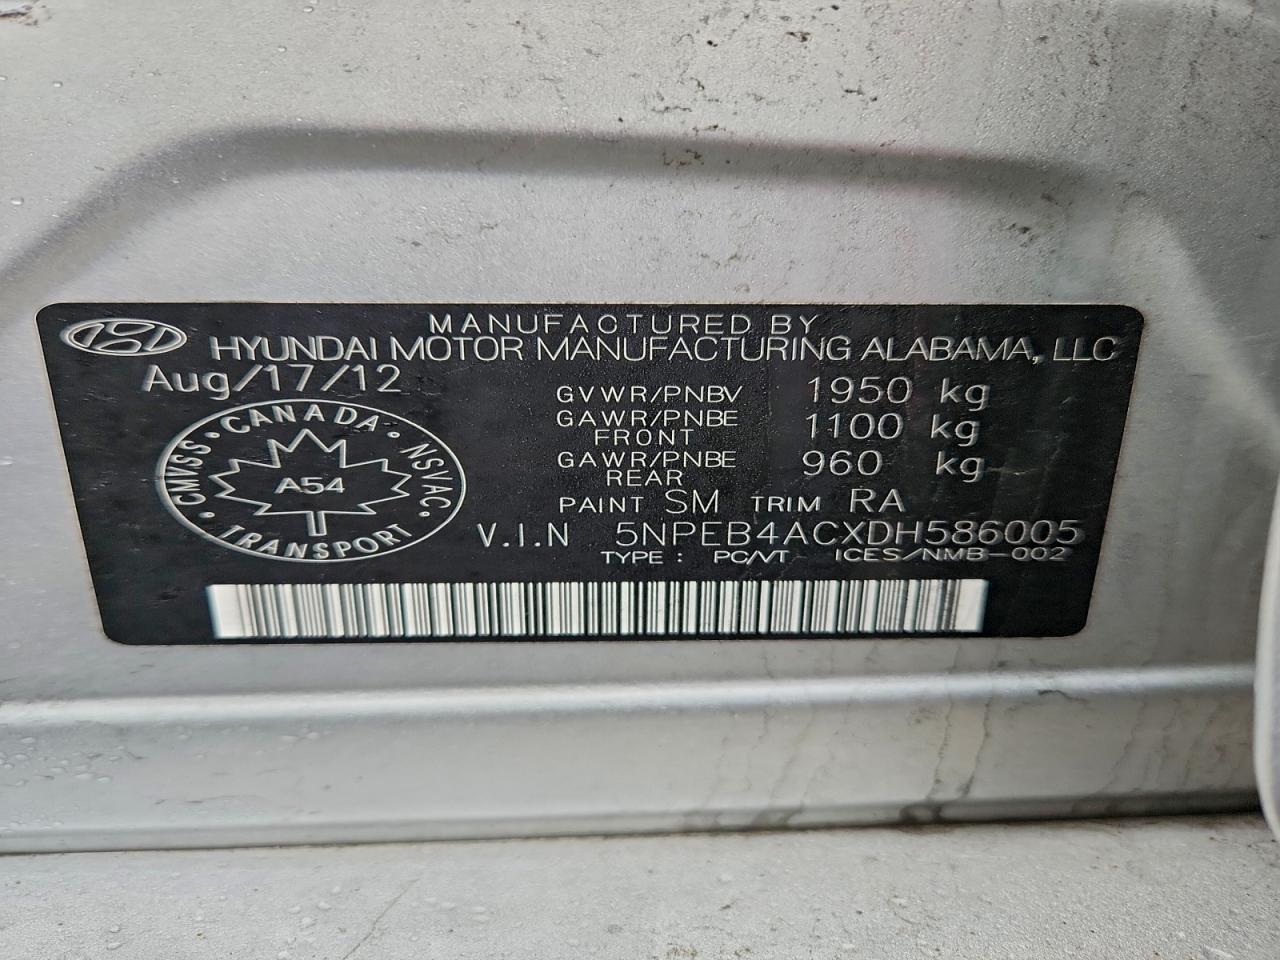 MANUFACTURED BY
HYUNDAI MOTOR MANUFACTURING ALABAMA, LLC
Aug/17/12
GVWR/PNBV 1950 kg
GAWR/PNBE FRONT 1100 kg
GAWR/PNBE REAR 960 kg
PAINT SM TRIM RA
V.I.N 5NPEB4ACXDH586005
TYPE: PC/VT ICES/NMB-002
CANADA
CMVSS
NSVAC
A54
TRANSPORT